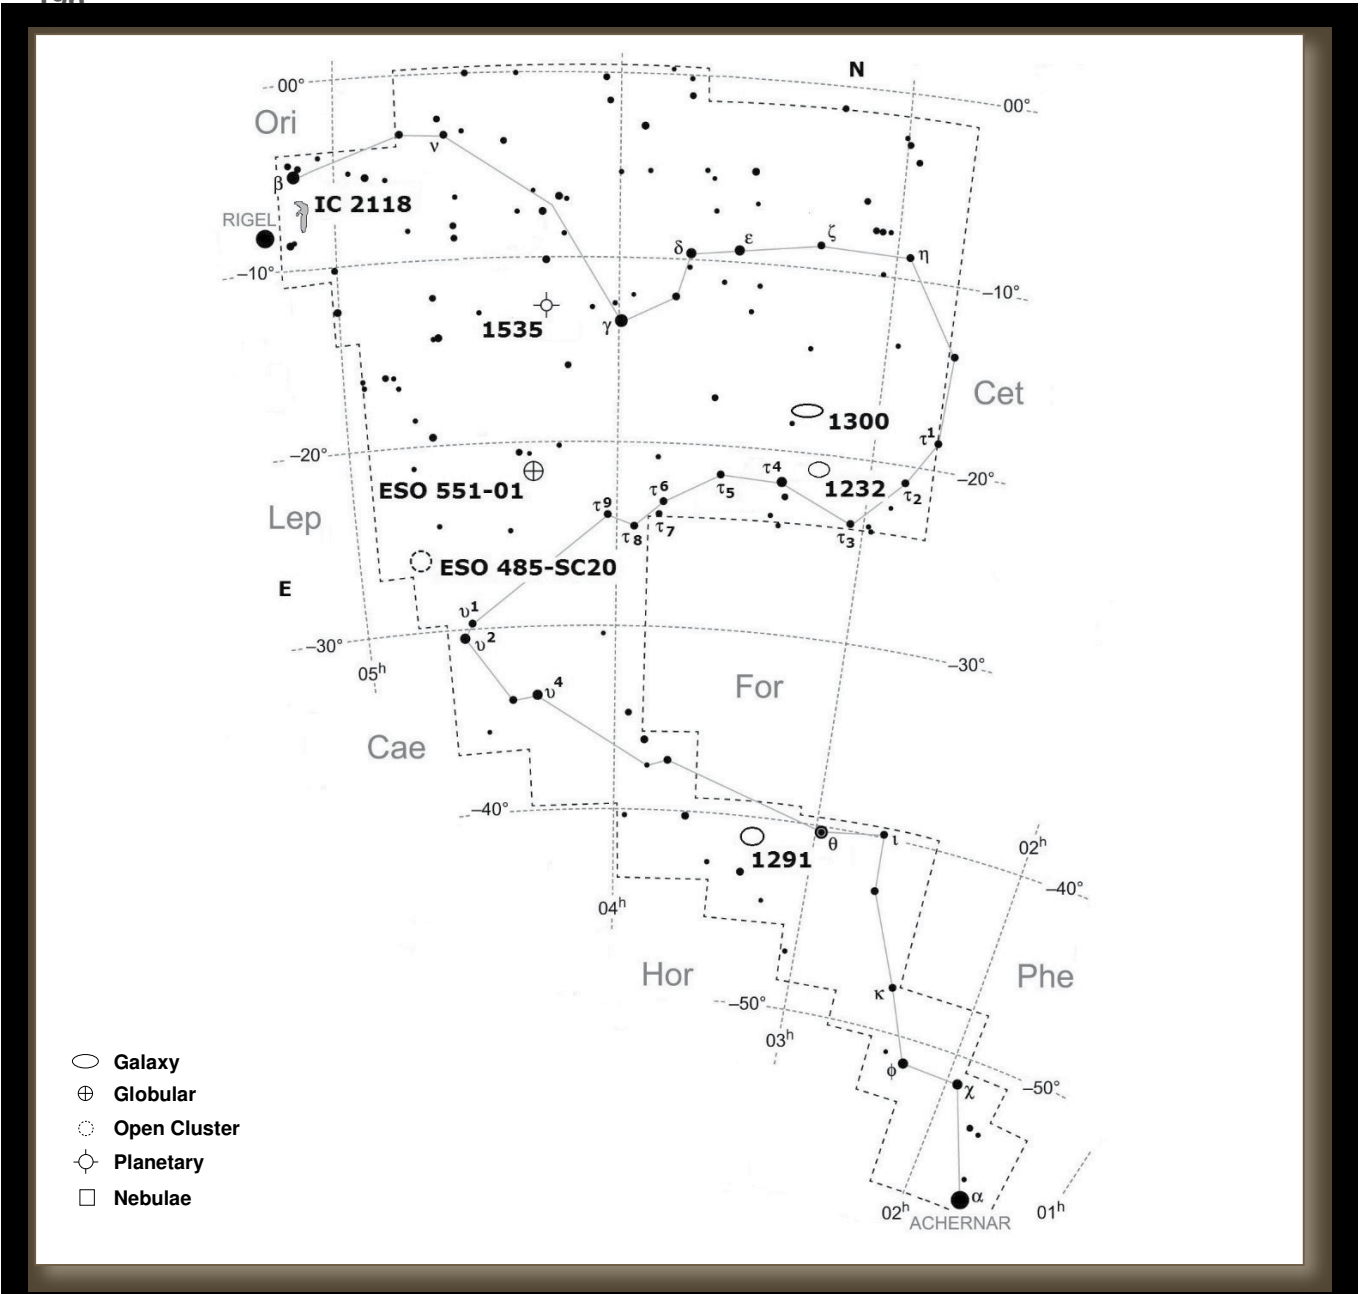 N
00°
00°
Ori
ν
β
IC 2118
RIGEL
δ
ε
ζ
η
–10°
–10°
1535
γ
Cet
1300
τ1
–20°
–20°
τ4
ESO 551-01
τ6
τ5
1232
τ2
τ9
Lep
τ8
τ7
τ3
ESO 485-SC20
E
υ1
υ2
–30°
–30°
05h
υ4
For
Cae
–40°
θ
ι
02h
1291
–40°
04h
Hor
κ
Phe
–50°
03h
Galaxy
φ
χ
–50°
Globular
Open Cluster
Planetary
Nebulae
α
02h
01h
ACHERNAR